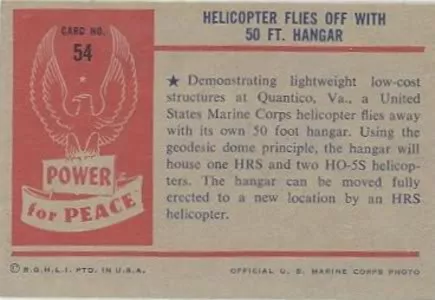 CARD NO.
54
POWER
for PEACE
HELICOPTER FLIES OFF WITH
50 FT. HANGAR
★ Demonstrating lightweight low-cost
structures at Quantico, Va., a United
States Marine Corps helicopter flies away
with its own 50 foot hangar. Using the
geodesic dome principle, the hangar will
house one HRS and two HO-5S helicop-
ters. The hangar can be moved fully
erected to a new location by an HRS
helicopter.
© B.G.H.L.I. PTD. IN U.S.A.
OFFICIAL U. S. MARINE CORPS PHOTO